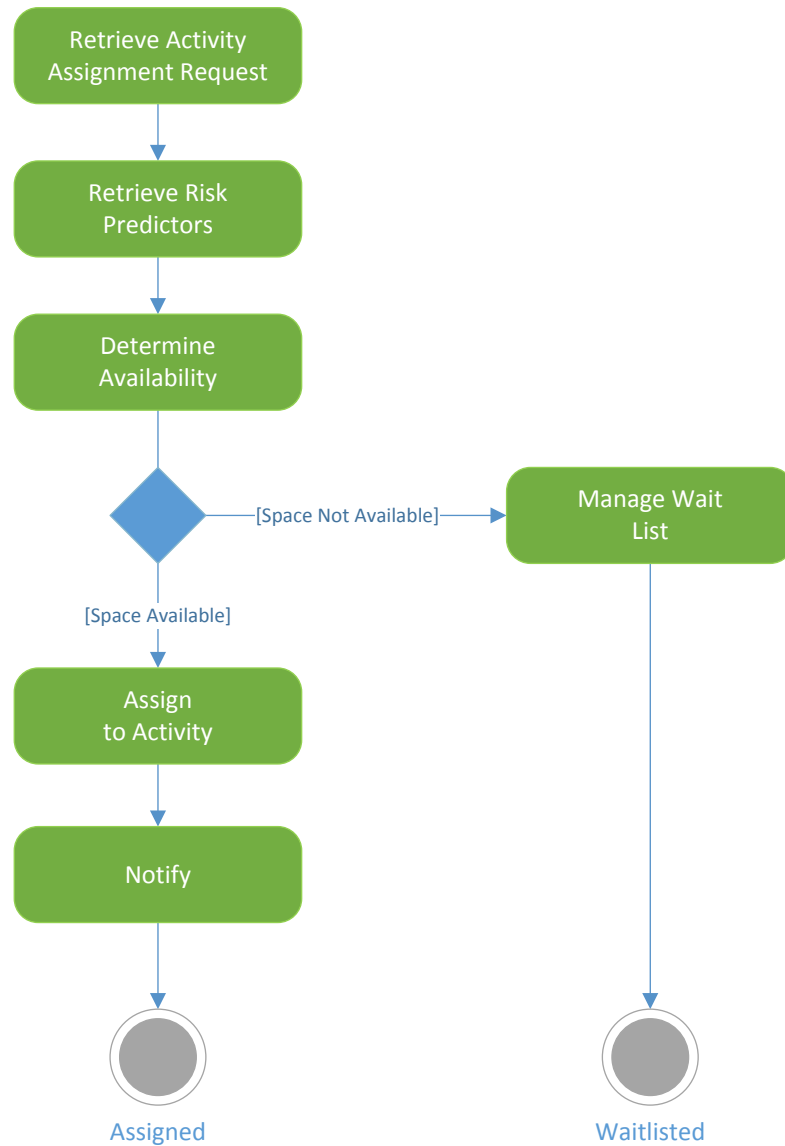 Retrieve Activity
Assignment Request
Retrieve Risk
Predictors
Determine
Availability
[Space Not Available]
Manage Wait
List
[Space Available]
Assign
to Activity
Notify
Assigned
Waitlisted